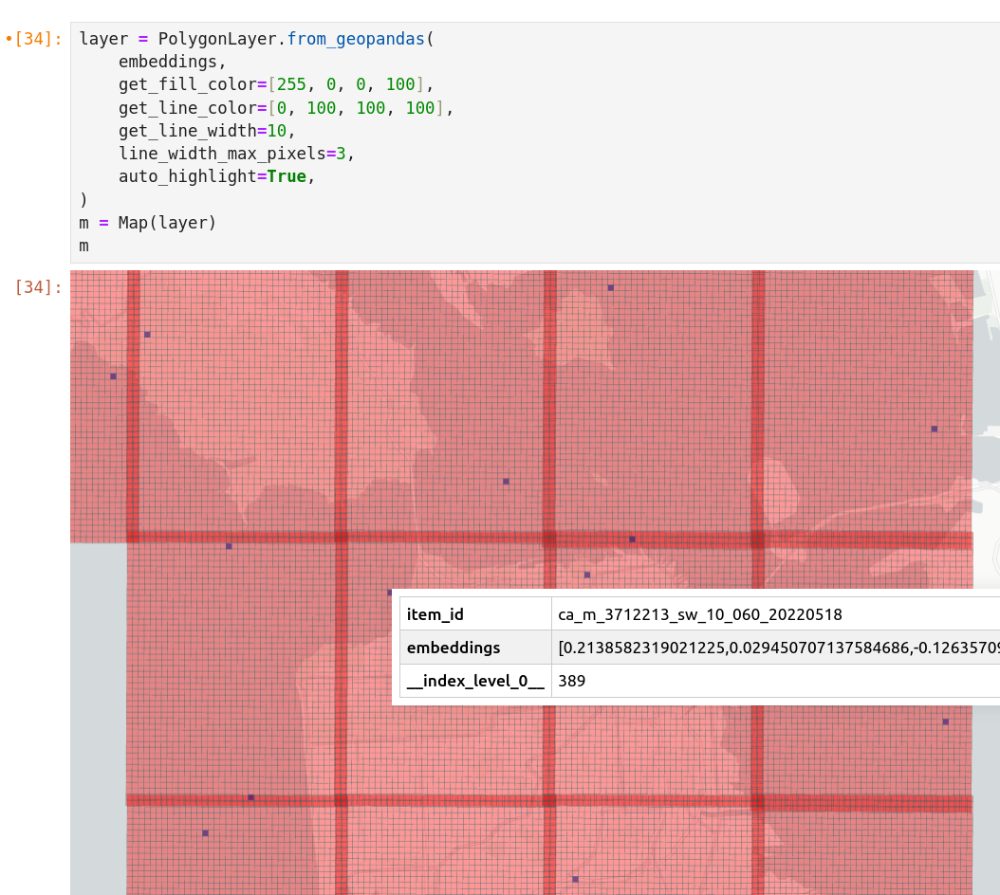 •[34]: layer = PolygonLayer.from_geopandas(
    embeddings,
    get_fill_color=[255, 0, 0, 100],
    get_line_color=[0, 100, 100, 100],
    get_line_width=10,
    line_width_max_pixels=3,
    auto_highlight=True,
)
m = Map(layer)
m
[34]:
item_id ca_m_3712213_sw_10_060_20220518
embeddings [0.2138582319021225,0.029450707137584686,-0.12635709
__index_level_0__ 389